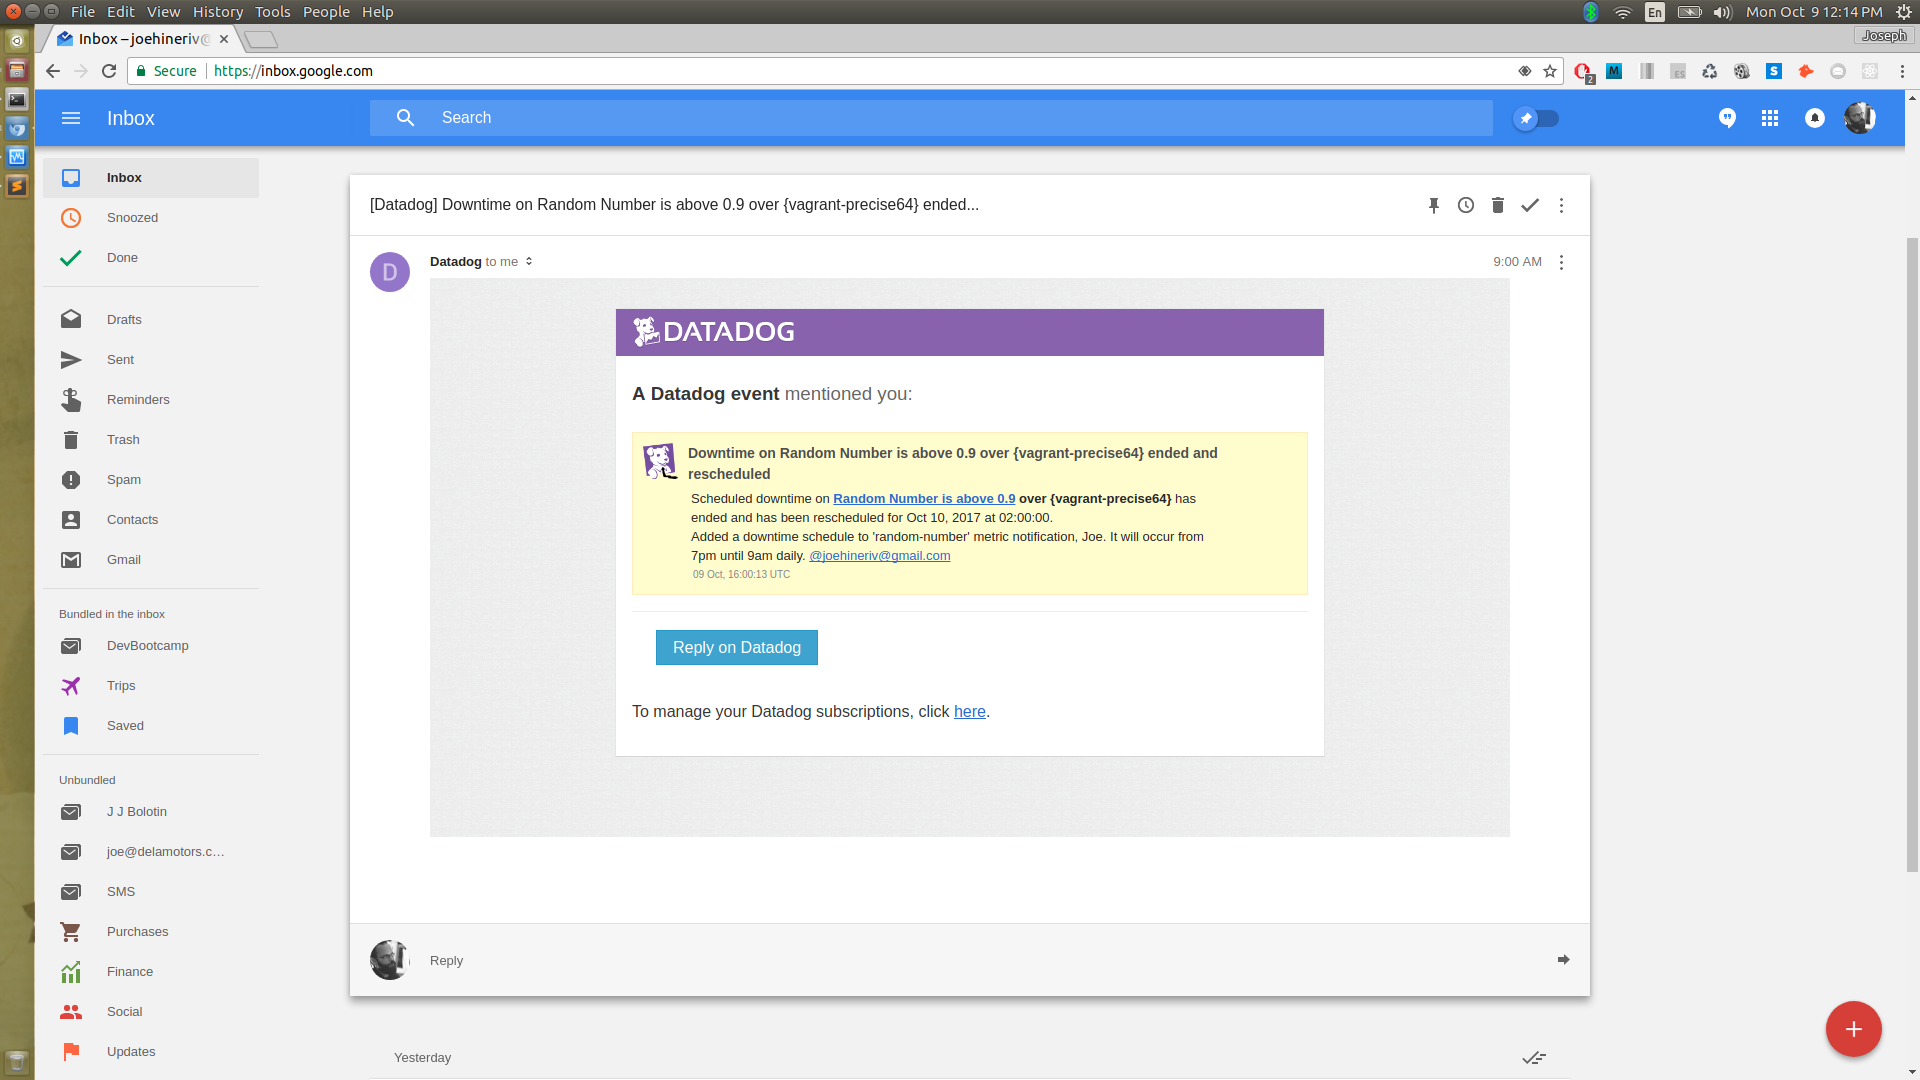 File Edit View History Tools People Help
En
Mon Oct 9 12:14 PM
Inbox – joehineriv@
Joseph
Secure https://inbox.google.com
2
M
ES
S
Inbox
Search
Inbox
Snoozed
Done
Drafts
Sent
Reminders
Trash
Spam
Contacts
Gmail
Bundled in the inbox
DevBootcamp
Trips
Saved
Unbundled
J J Bolotin
joe@delamotors.c…
SMS
Purchases
Finance
Social
Updates
[Datadog] Downtime on Random Number is above 0.9 over {vagrant-precise64} ended...
D
Datadog to me
9:00 AM
DATADOG
A Datadog event mentioned you:
Downtime on Random Number is above 0.9 over {vagrant-precise64} ended and
rescheduled
Scheduled downtime on Random Number is above 0.9 over {vagrant-precise64} has
ended and has been rescheduled for Oct 10, 2017 at 02:00:00.
Added a downtime schedule to 'random-number' metric notification, Joe. It will occur from
7pm until 9am daily. @joehineriv@gmail.com
09 Oct, 16:00:13 UTC
Reply on Datadog
To manage your Datadog subscriptions, click here.
Reply
Yesterday